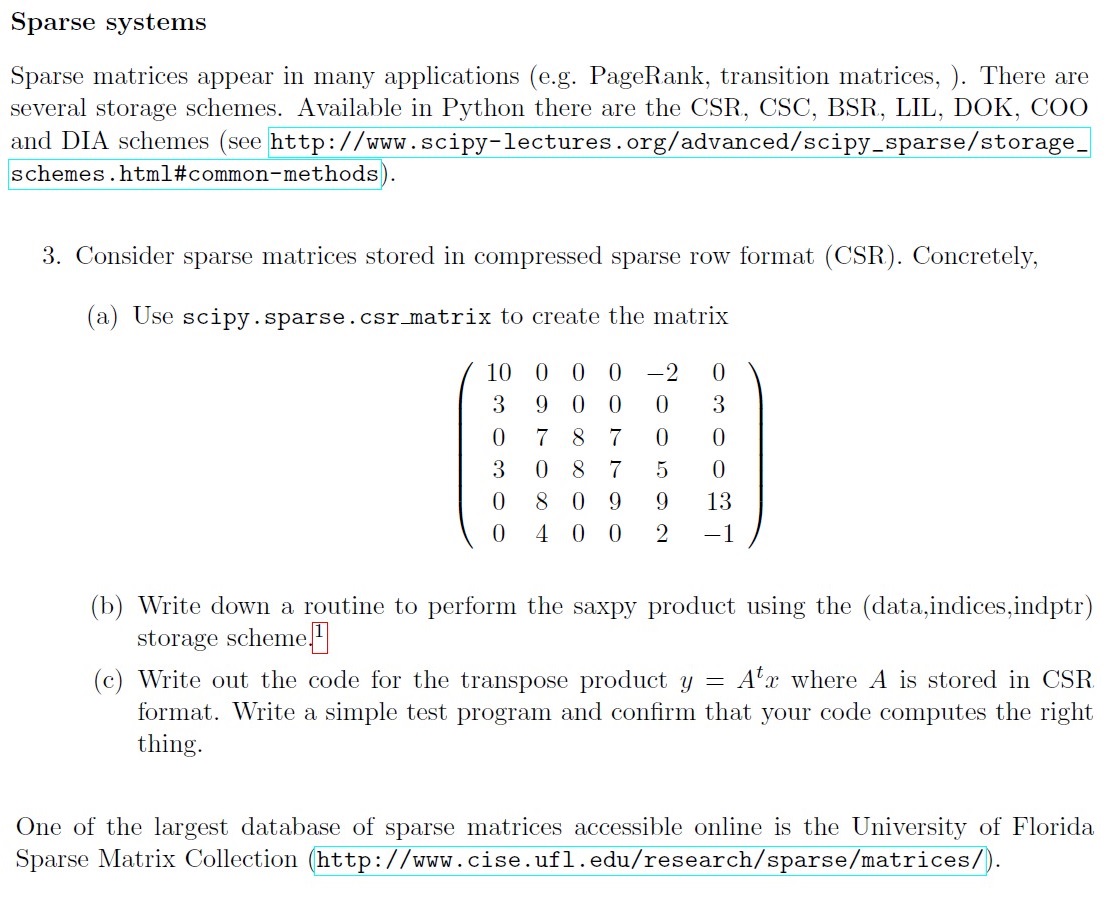 Sparse systems
Sparse matrices appear in many applications (e.g. PageRank, transition matrices, ). There are
several storage schemes. Available in Python there are the CSR, CSC, BSR, LIL, DOK, COO
and DIA schemes (see http://www.scipy-lectures.org/advanced/scipy_sparse/storage_
schemes.html#common-methods).
3. Consider sparse matrices stored in compressed sparse row format (CSR). Concretely,
(a) Use scipy.sparse.csr_matrix to create the matrix
10 0 0 0 −2 0
3 9 0 0 0 3
0 7 8 7 0 0
3 0 8 7 5 0
0 8 0 9 9 13
0 4 0 0 2 −1
(b) Write down a routine to perform the saxpy product using the (data,indices,indptr)
storage scheme.1
(c) Write out the code for the transpose product y = Aᵗx where A is stored in CSR
format. Write a simple test program and confirm that your code computes the right
thing.
One of the largest database of sparse matrices accessible online is the University of Florida
Sparse Matrix Collection (http://www.cise.ufl.edu/research/sparse/matrices/).